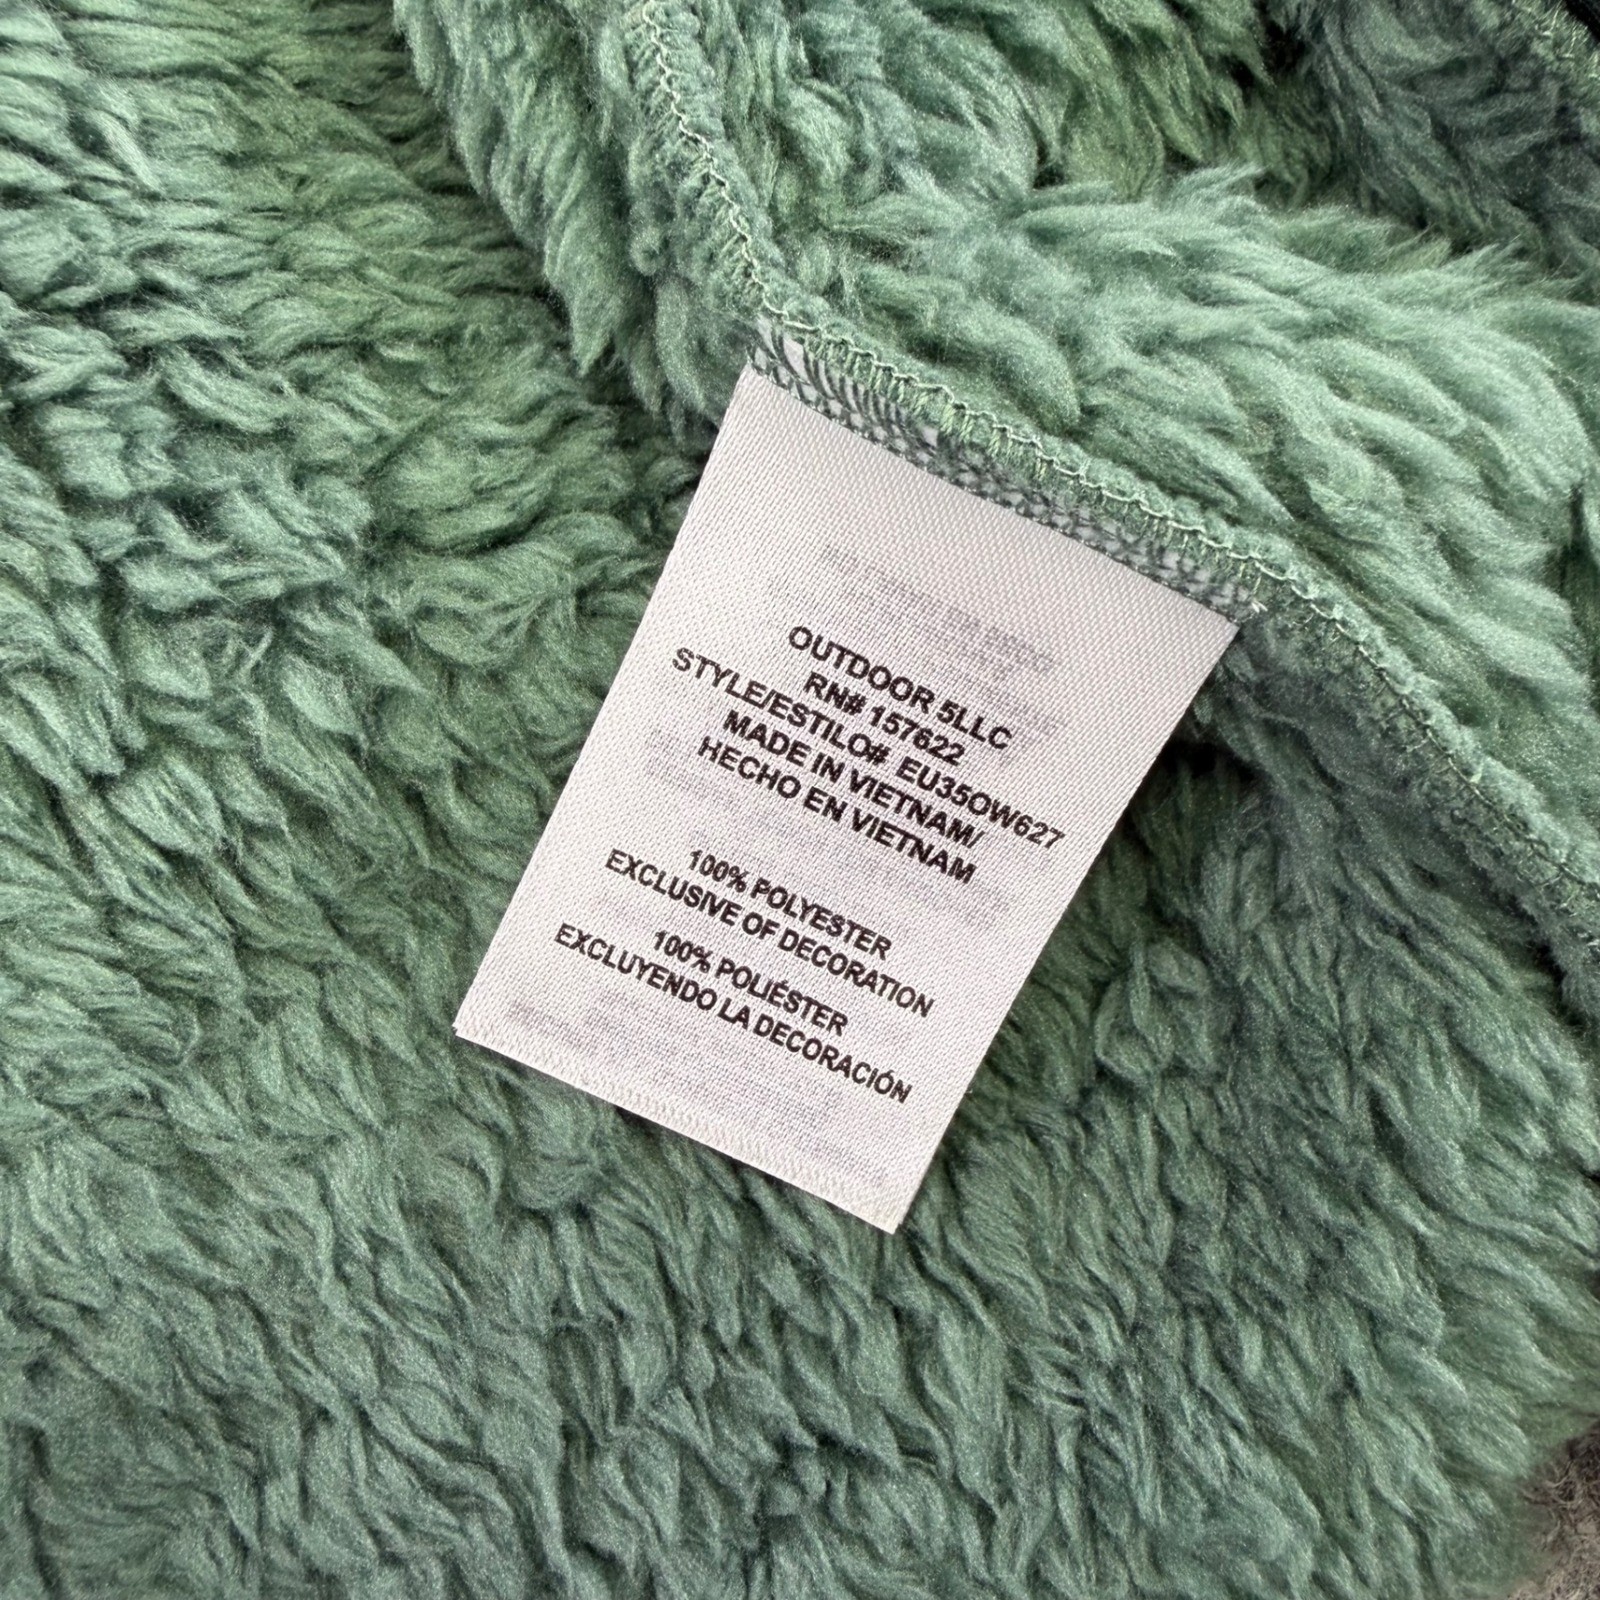 OUTDOOR 5LLC
RN# 157622
STYLE/ESTILO# EU35OW627
MADE IN VIETNAM/
HECHO EN VIETNAM
100% POLYESTER
EXCLUSIVE OF DECORATION
100% POLIÉSTER
EXCLUYENDO LA DECORACIÓN